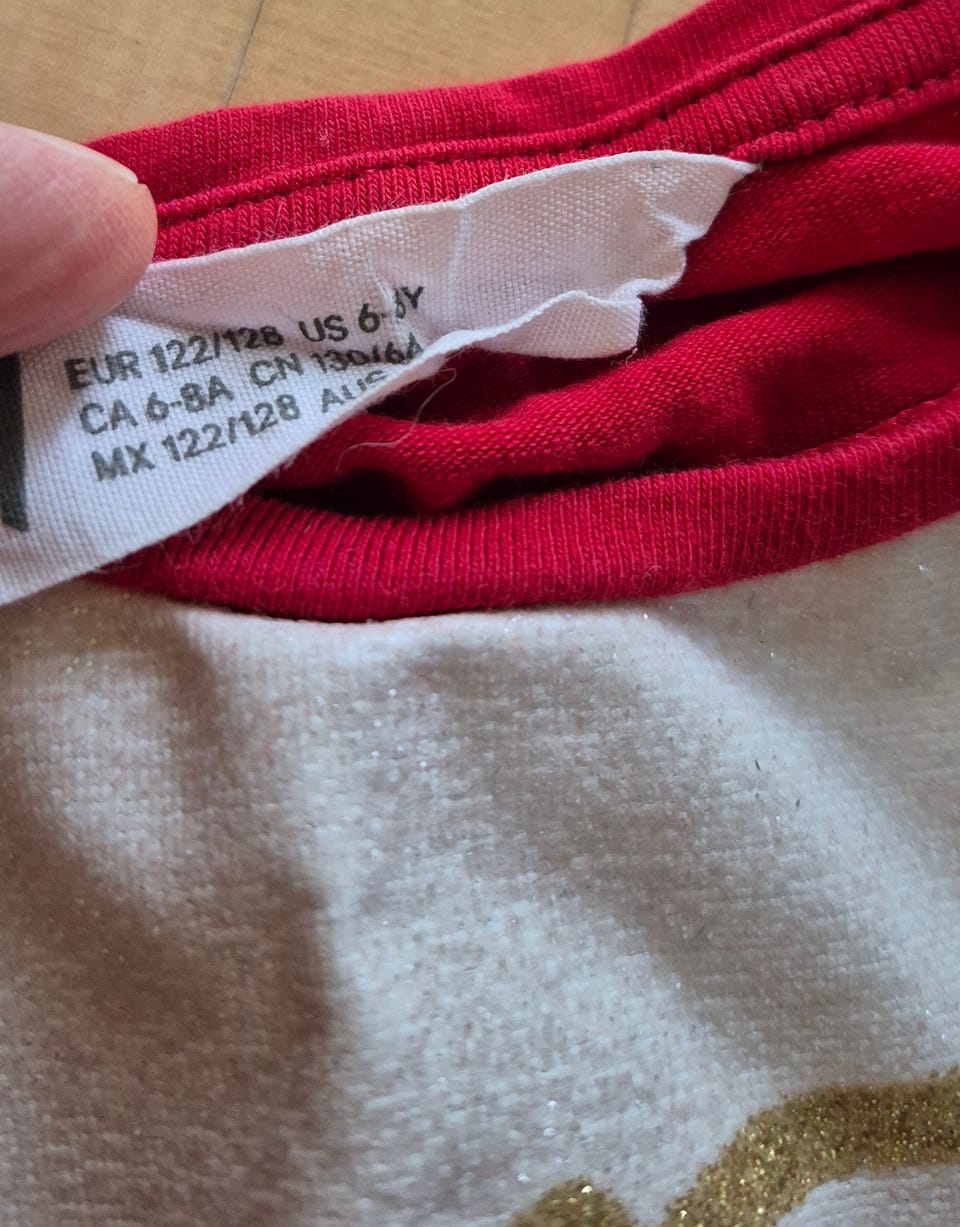 EUR 122/128 US 6-8Y
CA 6-8A CN 130/64
MX 122/128 AUS